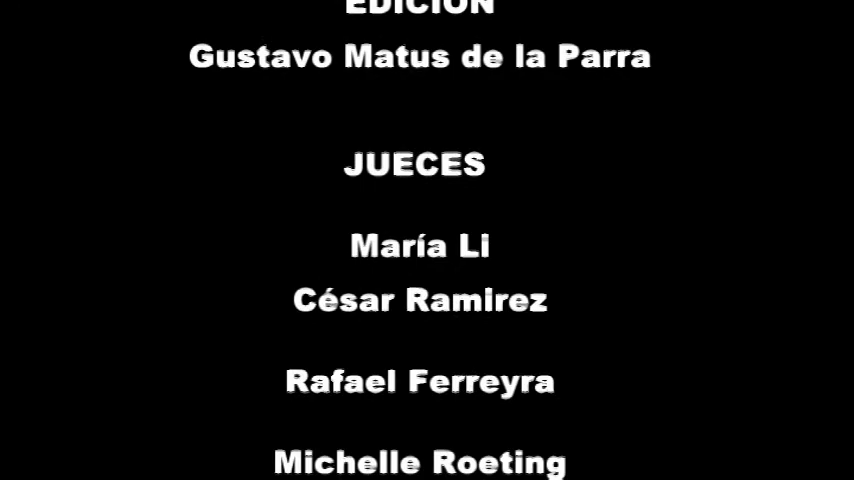 EDICIÓN
Gustavo Matus de la Parra
JUECES
María Li
César Ramirez
Rafael Ferreyra
Michelle Roeting